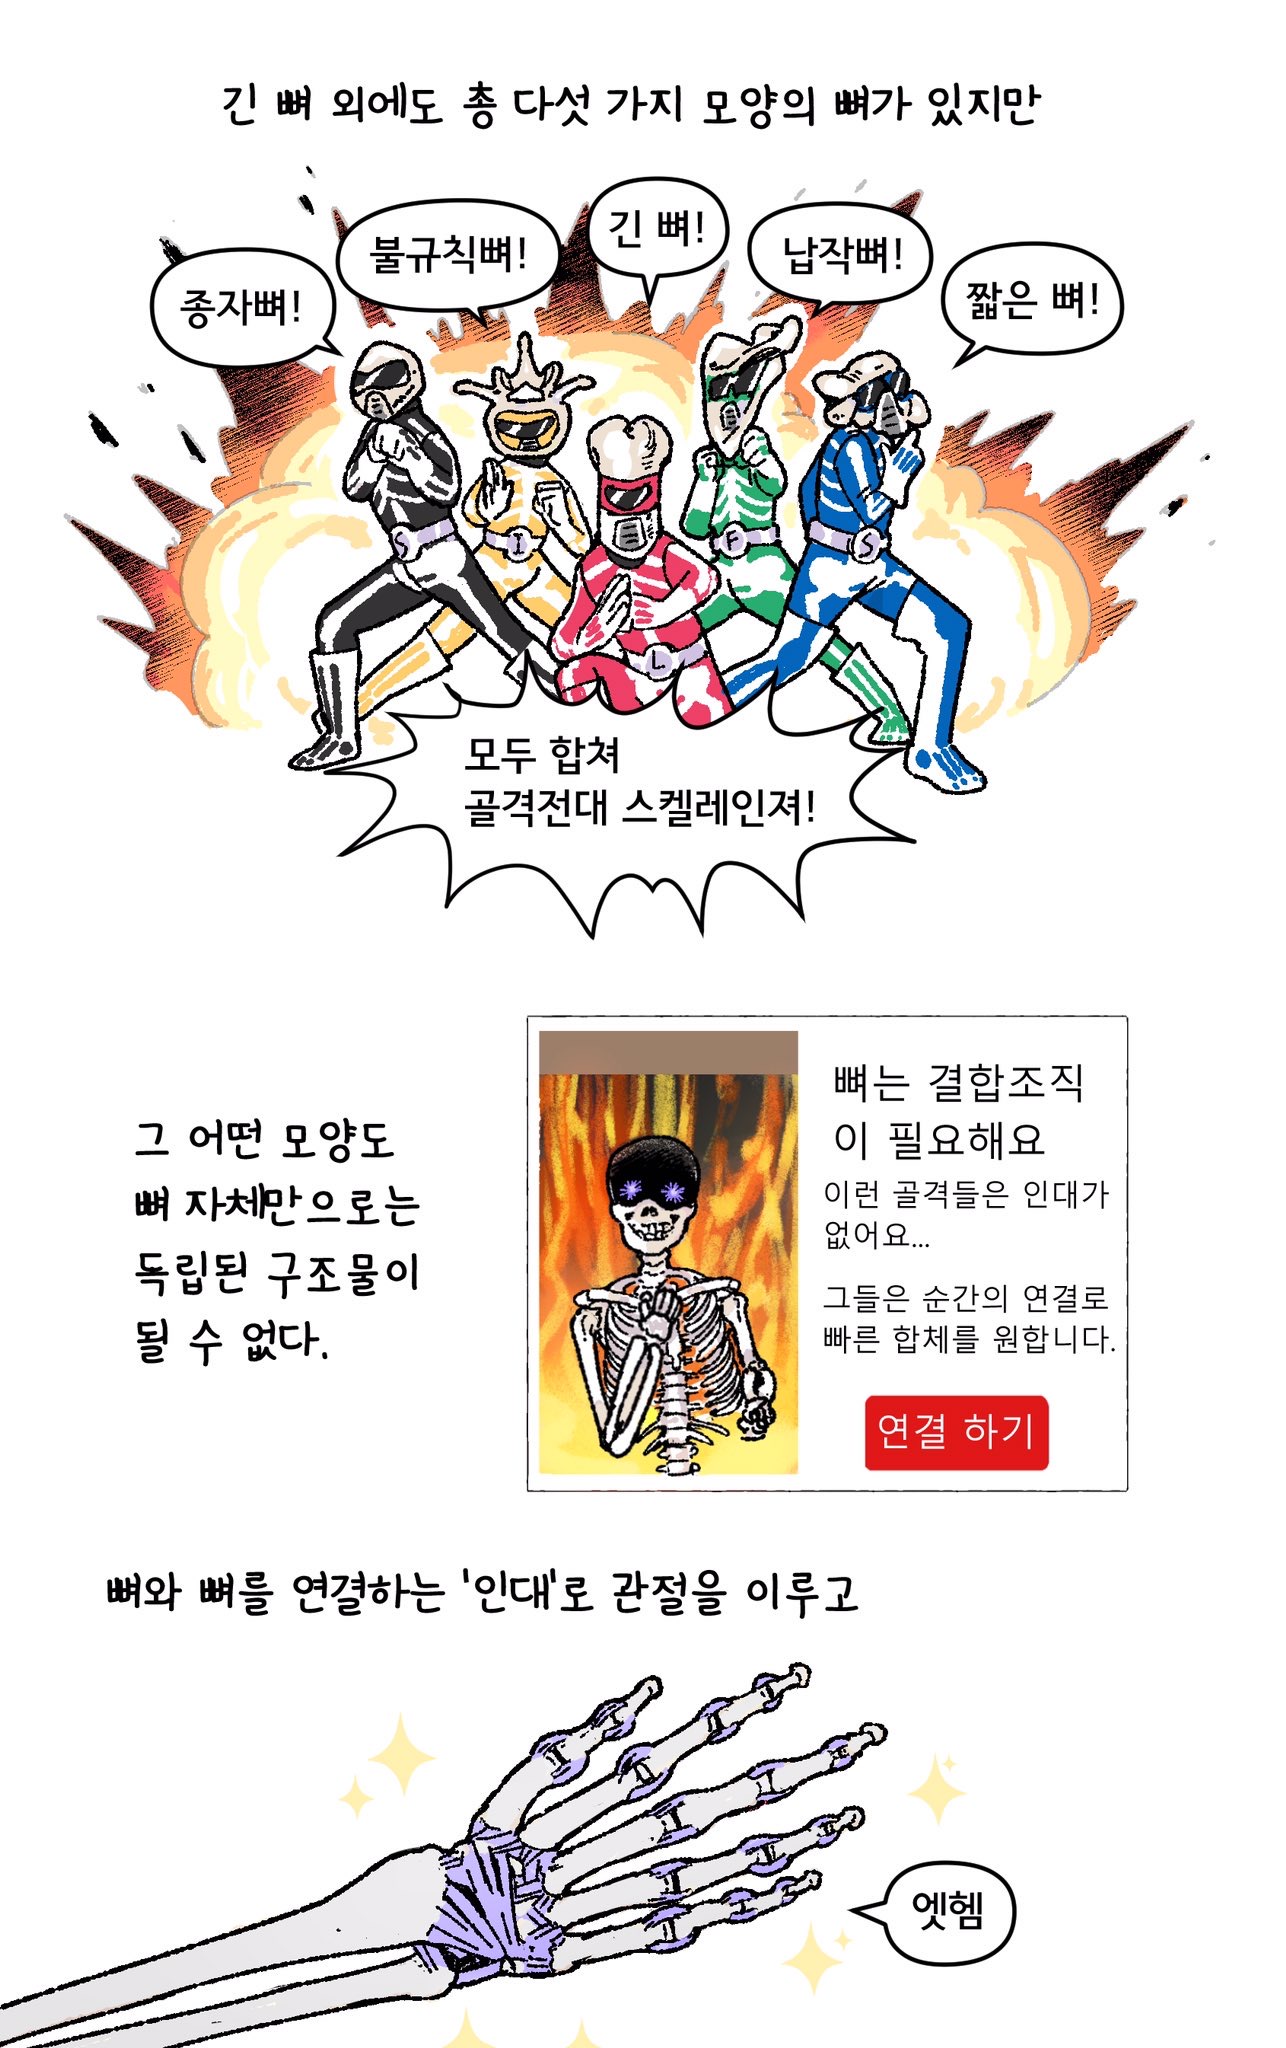 긴 뼈 외에도 총 다섯 가지 모양의 뼈가 있지만
종자뼈!
불규칙뼈!
긴 뼈!
납작뼈!
짧은 뼈!
S
I
L
F
S
모두 합쳐
골격전대 스켈레인져!
그 어떤 모양도
뼈 자체만으로는
독립된 구조물이
될 수 없다.
뼈는 결합조직
이 필요해요
이런 골격들은 인대가
없어요...
그들은 순간의 연결로
빠른 합체를 원합니다.
연결 하기
뼈와 뼈를 연결하는 '인대'로 관절을 이루고
엣헴